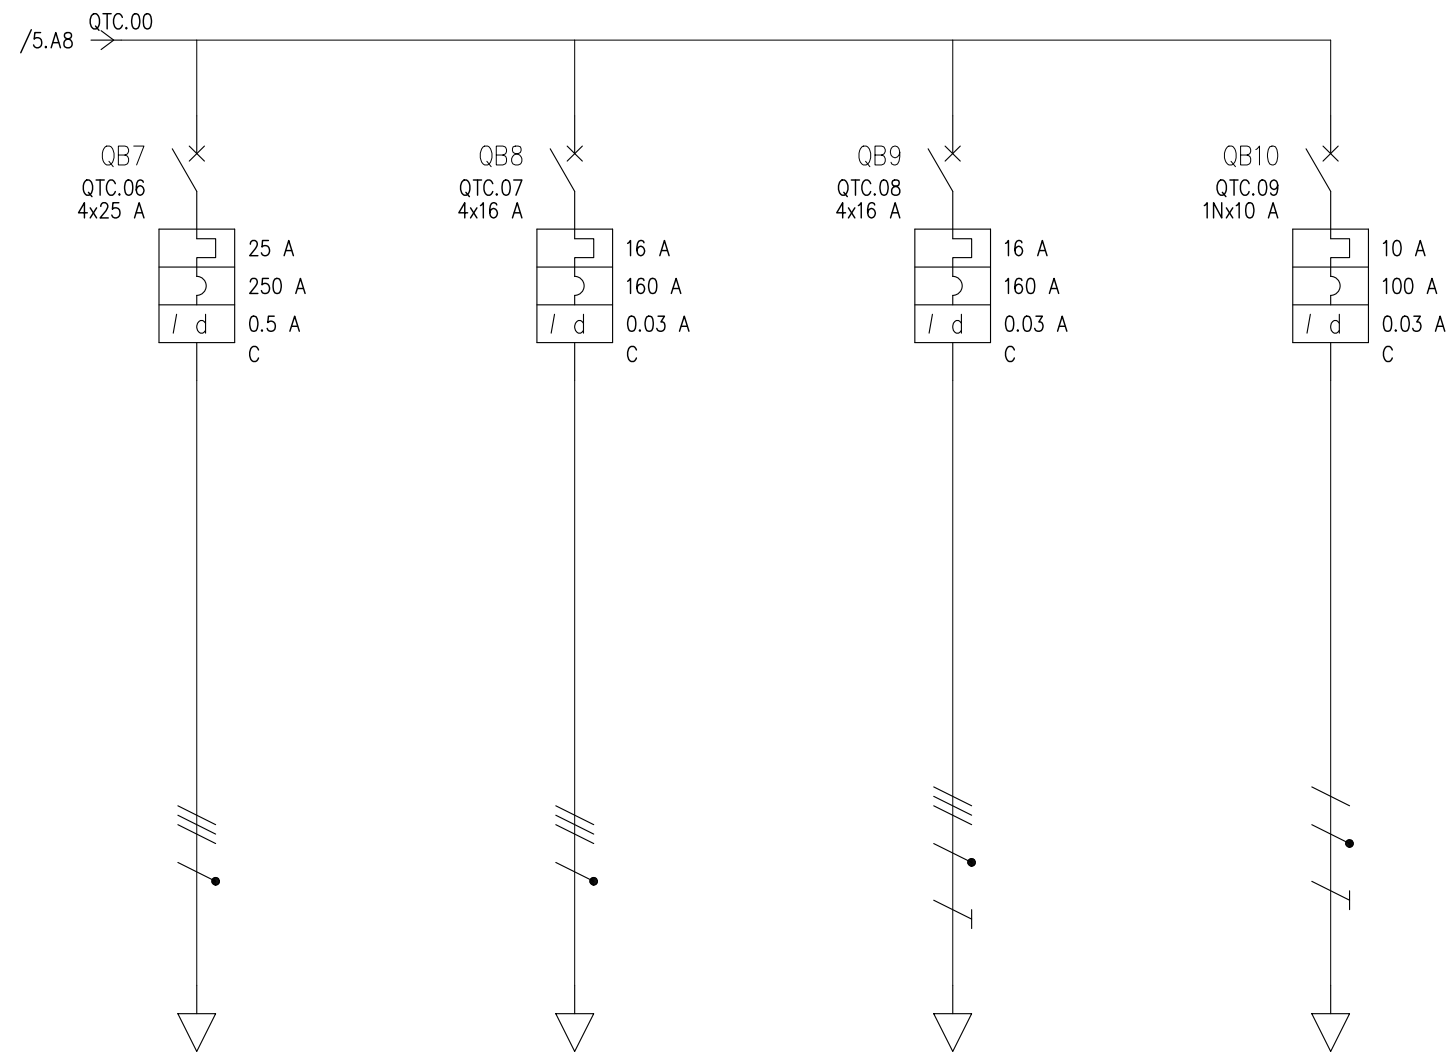 QTC.00
/5.A8
QB7
QTC.06
4x25 A
25 A
250 A
I d
0.5 A
C
QB8
QTC.07
4x16 A
16 A
160 A
I d
0.03 A
C
QB9
QTC.08
4x16 A
16 A
160 A
I d
0.03 A
C
QB10
QTC.09
1Nx10 A
10 A
100 A
I d
0.03 A
C